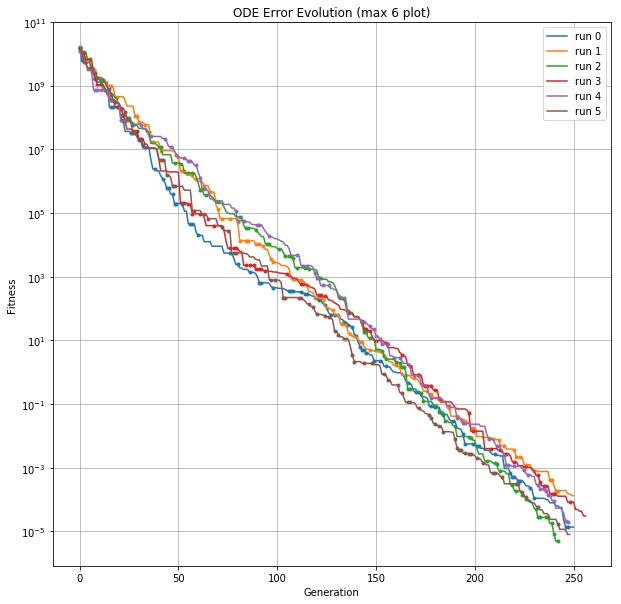 ODE Error Evolution (max 6 plot)
run 0
run 1
run 2
run 3
run 4
run 5
10^11
10^9
10^7
10^5
10^3
10^1
10^−1
10^−3
10^−5
Fitness
0 50 100 150 200 250
Generation